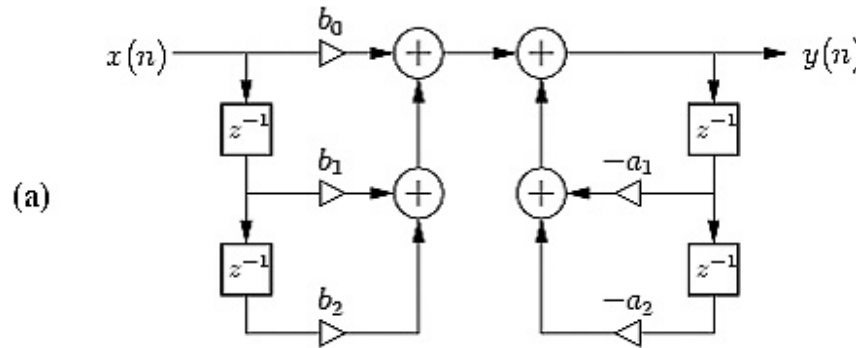 b₀
x(n) + + y(n)
z⁻¹ z⁻¹
b₁ −a₁
(a) + +
z⁻¹ z⁻¹
b₂ −a₂